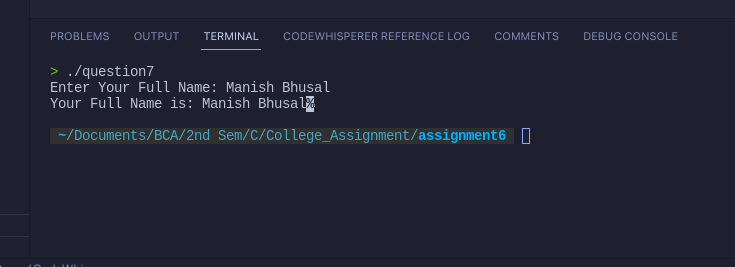 PROBLEMS OUTPUT TERMINAL CODEWHISPERER REFERENCE LOG COMMENTS DEBUG CONSOLE
> ./question7
Enter Your Full Name: Manish Bhusal
Your Full Name is: Manish Bhusal%
~/Documents/BCA/2nd Sem/C/College_Assignment/assignment6